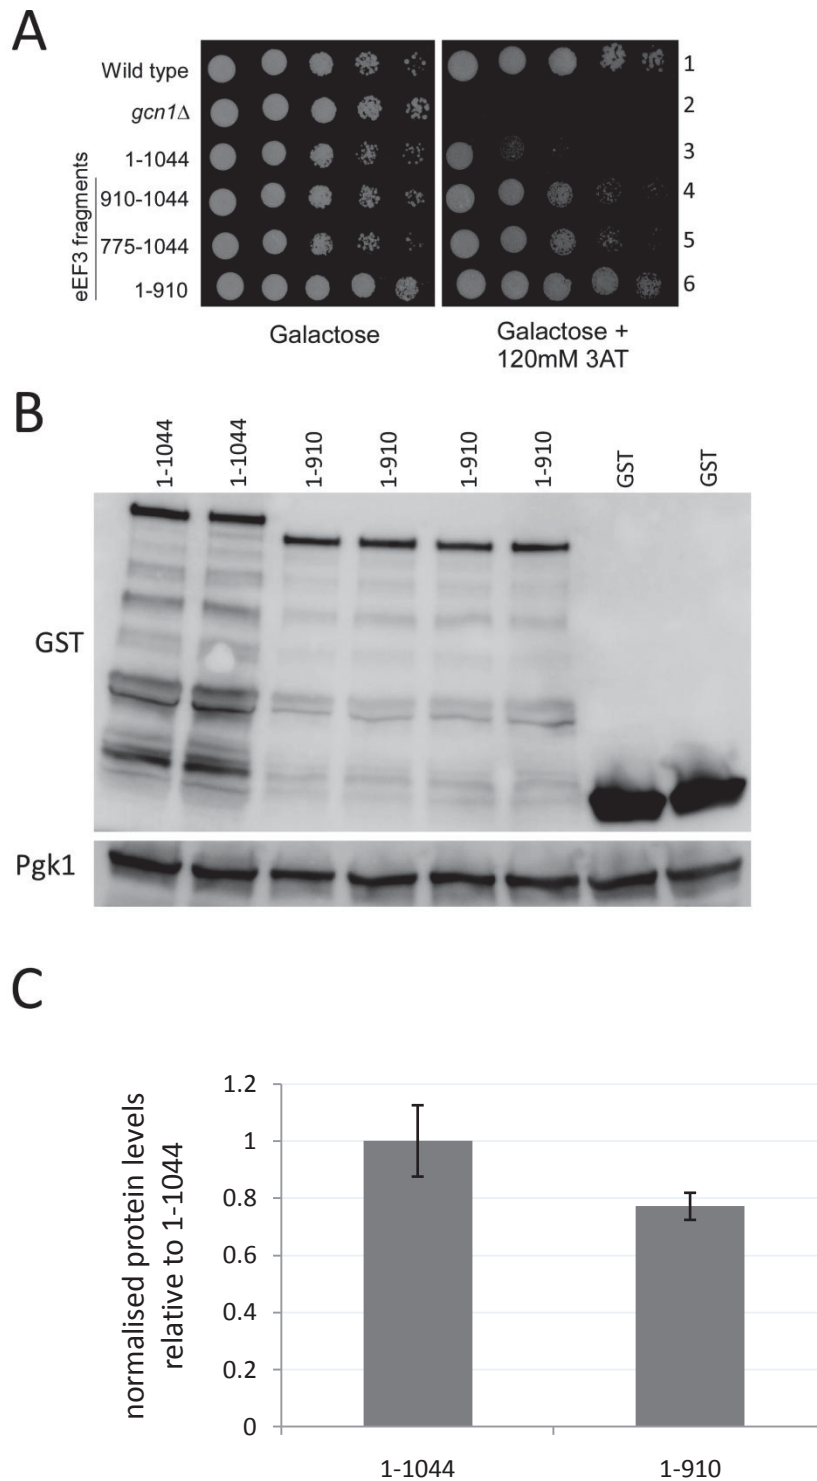 A
Wild type
gcn1Δ
1-1044
910-1044
775-1044
1-910
eEF3 fragments
1
2
3
4
5
6
Galactose
Galactose +
120mM 3AT
B
1-1044
1-1044
1-910
1-910
1-910
1-910
GST
GST
GST
Pgk1
C
normalised protein levels
relative to 1-1044
1.2
1
0.8
0.6
0.4
0.2
0
1-1044
1-910